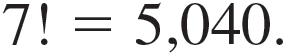 7! = 5,040.